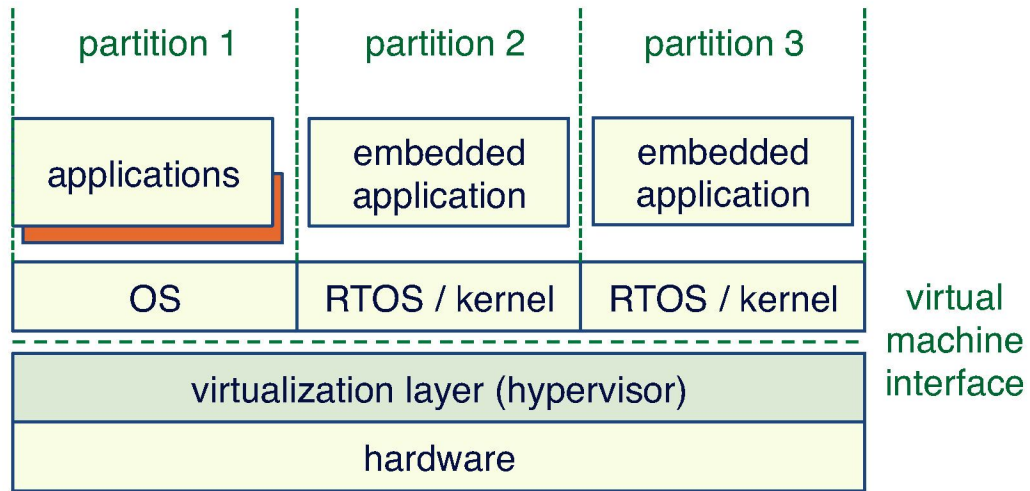 partition 1
partition 2
partition 3
applications
embedded
application
embedded
application
OS
RTOS / kernel
RTOS / kernel
virtual
machine
interface
virtualization layer (hypervisor)
hardware